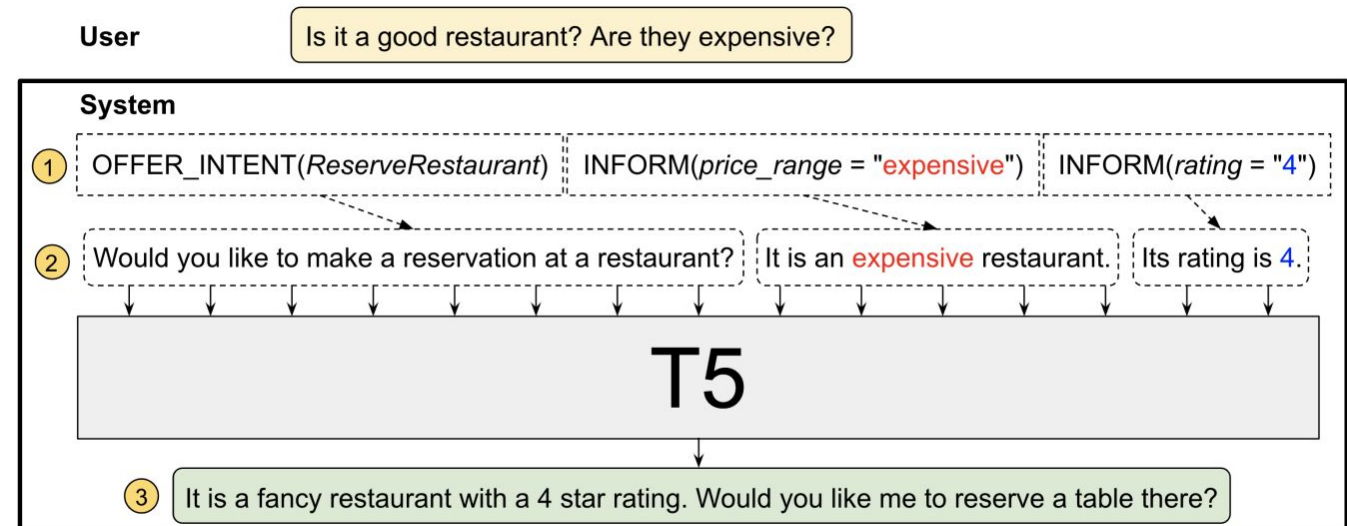 User
Is it a good restaurant? Are they expensive?
System
1
OFFER_INTENT(ReserveRestaurant)
INFORM(price_range = "expensive")
INFORM(rating = "4")
2
Would you like to make a reservation at a restaurant?
It is an expensive restaurant.
Its rating is 4.
T5
3
It is a fancy restaurant with a 4 star rating. Would you like me to reserve a table there?